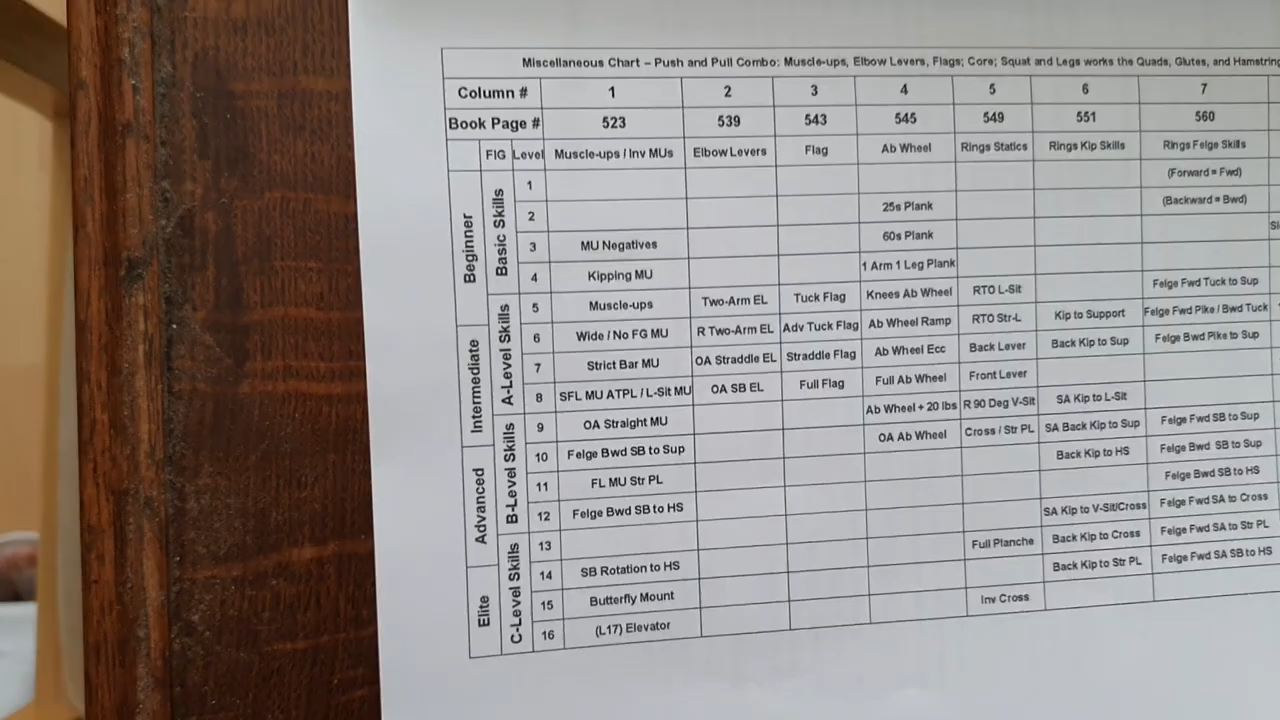 Miscellaneous Chart – Push and Pull Combo: Muscle-ups, Elbow Levers, Flags; Core; Squat and Legs works the Quads, Glutes, and Hamstring
Column # 1 2 3 4 5 6 7
Book Page # 523 539 543 545 549 551 560
FIG Level Muscle-ups / Inv MUs Elbow Levers Flag Ab Wheel Rings Statics Rings Kip Skills Rings Felge Skills
Beginner
Intermediate
Advanced
Elite
Basic Skills
A-Level Skills
B-Level Skills
C-Level Skills
1 (Forward = Fwd)
2 25s Plank (Backward = Bwd)
3 MU Negatives 60s Plank
4 Kipping MU 1 Arm 1 Leg Plank
5 Muscle-ups Two-Arm EL Tuck Flag Knees Ab Wheel RTO L-Sit Felge Fwd Tuck to Sup
6 Wide / No FG MU R Two-Arm EL Adv Tuck Flag Ab Wheel Ramp RTO Str-L Kip to Support Felge Fwd Pike / Bwd Tuck
7 Strict Bar MU OA Straddle EL Straddle Flag Ab Wheel Ecc Back Lever Back Kip to Sup Felge Bwd Pike to Sup
8 SFL MU ATPL / L-Sit MU OA SB EL Full Flag Full Ab Wheel Front Lever
9 OA Straight MU Ab Wheel + 20 lbs R 90 Deg V-Sit SA Kip to L-Sit
10 Felge Bwd SB to Sup OA Ab Wheel Cross / Str PL SA Back Kip to Sup Felge Fwd SB to Sup
11 FL MU Str PL Back Kip to HS Felge Bwd SB to Sup
12 Felge Bwd SB to HS Felge Bwd SB to HS
13 SA Kip to V-Sit/Cross Felge Fwd SA to Cross
14 SB Rotation to HS Full Planche Back Kip to Cross Felge Fwd SA to Str PL
15 Butterfly Mount Back Kip to Str PL Felge Fwd SA SB to HS
16 (L17) Elevator Inv Cross